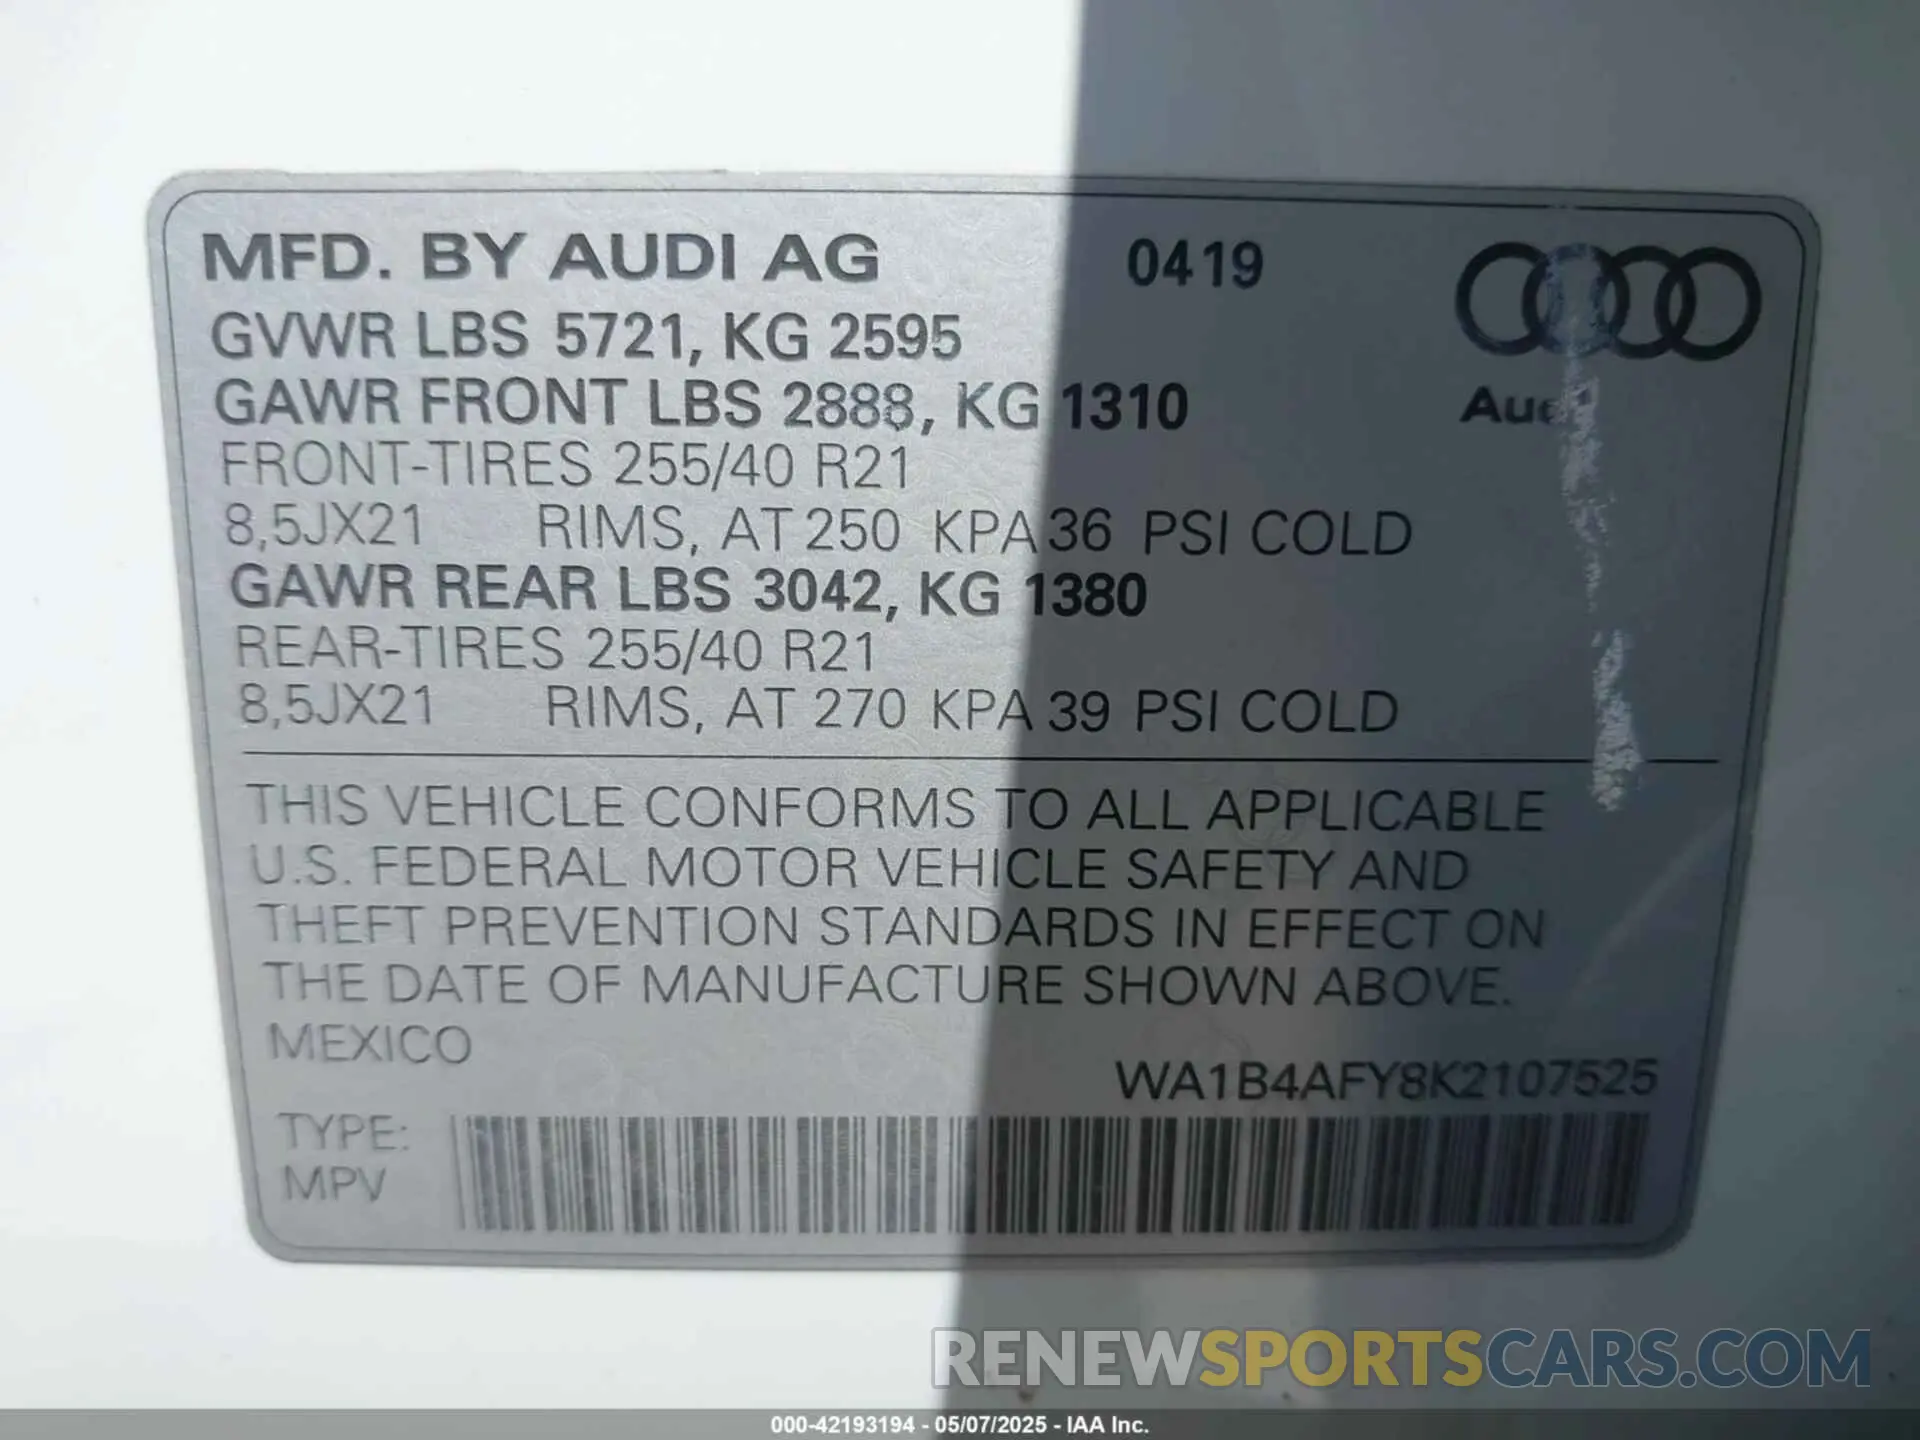 MFD. BY AUDI AG 0419
GVWR LBS 5721, KG 2595
GAWR FRONT LBS 2888, KG 1310
Audi
FRONT-TIRES 255/40 R21
8,5JX21 RIMS, AT 250 KPA 36 PSI COLD
GAWR REAR LBS 3042, KG 1380
REAR-TIRES 255/40 R21
8,5JX21 RIMS, AT 270 KPA 39 PSI COLD
THIS VEHICLE CONFORMS TO ALL APPLICABLE
U.S. FEDERAL MOTOR VEHICLE SAFETY AND
THEFT PREVENTION STANDARDS IN EFFECT ON
THE DATE OF MANUFACTURE SHOWN ABOVE.
MEXICO
WA1B4AFY8K2107525
TYPE:
MPV
RENEWSPORTSCARS.COM
000-42193194 - 05/07/2025 - IAA Inc.